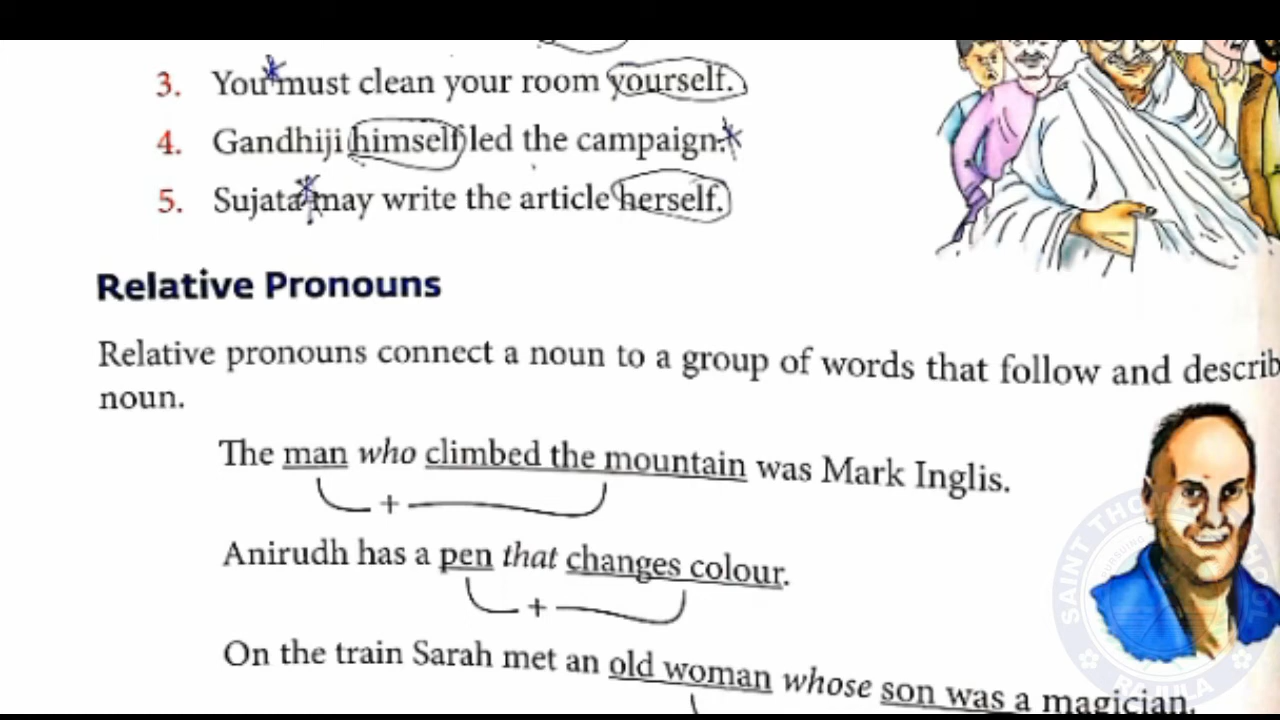 3. You must clean your room yourself.
4. Gandhiji himself led the campaign.
5. Sujata may write the article herself.
Relative Pronouns
Relative pronouns connect a noun to a group of words that follow and describ
noun.
The man who climbed the mountain was Mark Inglis.
+
Anirudh has a pen that changes colour.
+
On the train Sarah met an old woman whose son was a magician.
SAINT THO
RAJULA